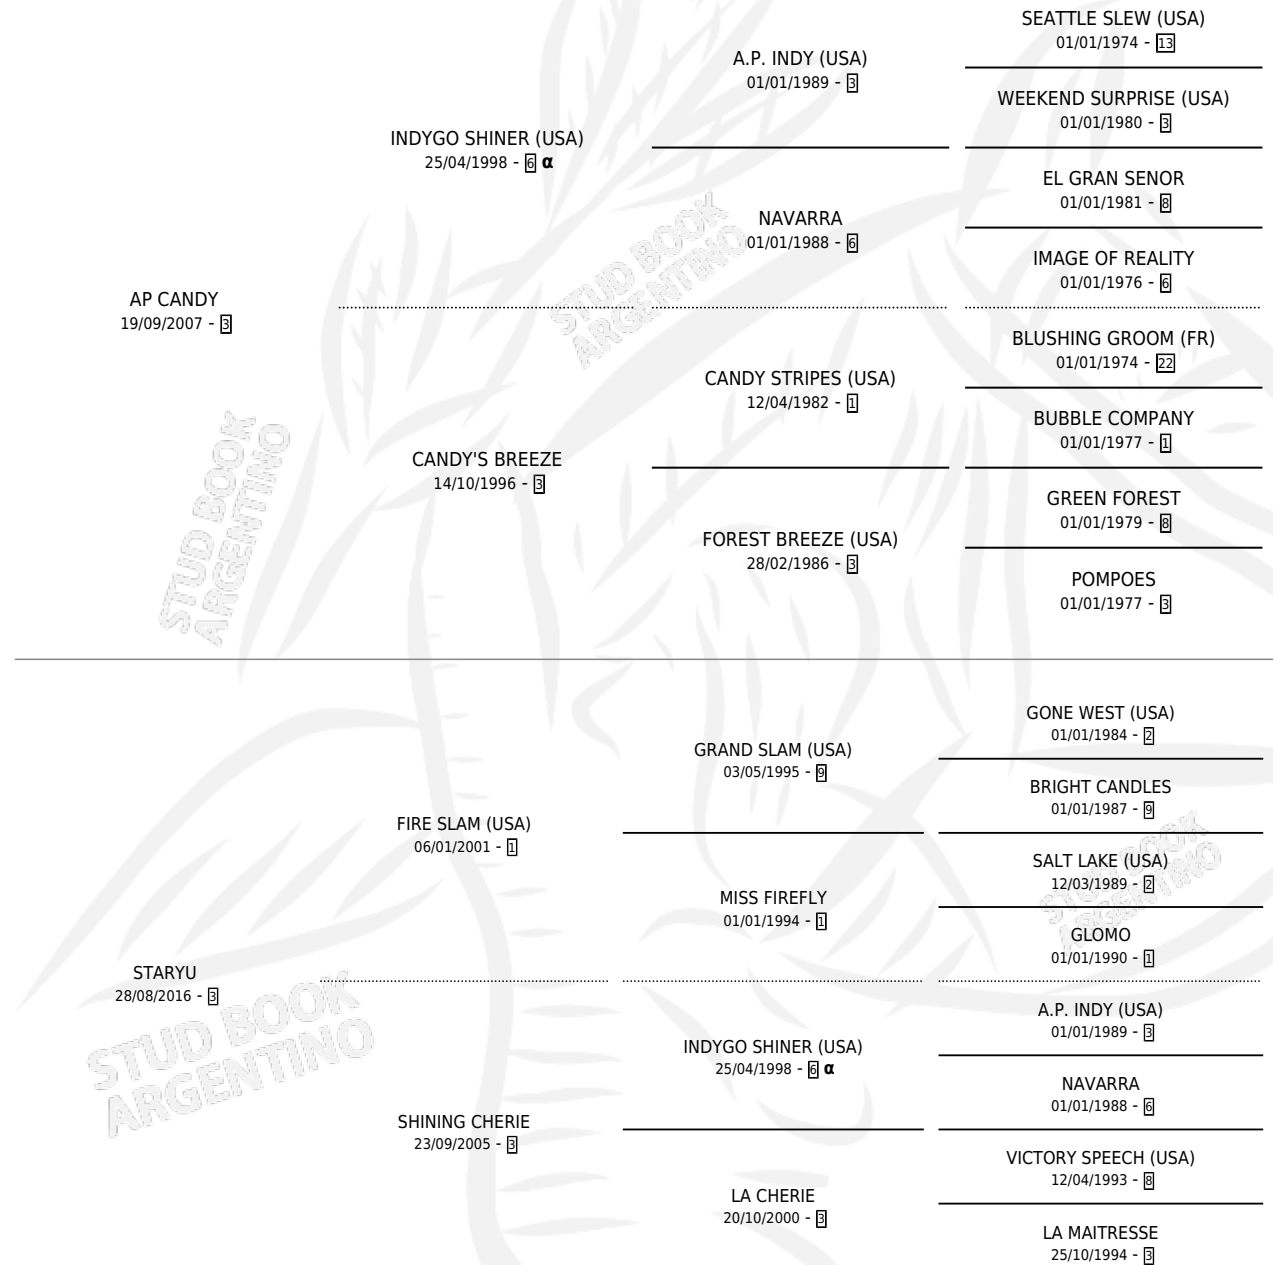 SEATTLE SLEW (USA)
01/01/1974 - 13
A.P. INDY (USA)
01/01/1989 - 3
WEEKEND SURPRISE (USA)
01/01/1980 - 3
INDYGO SHINER (USA)
25/04/1998 - 6 α
EL GRAN SENOR
01/01/1981 - 8
NAVARRA
01/01/1988 - 6
IMAGE OF REALITY
01/01/1976 - 6
AP CANDY
19/09/2007 - 3
BLUSHING GROOM (FR)
01/01/1974 - 22
CANDY STRIPES (USA)
12/04/1982 - 1
BUBBLE COMPANY
01/01/1977 - 1
CANDY'S BREEZE
14/10/1996 - 3
GREEN FOREST
01/01/1979 - 8
FOREST BREEZE (USA)
28/02/1986 - 3
POMPOES
01/01/1977 - 3
GONE WEST (USA)
01/01/1984 - 2
GRAND SLAM (USA)
03/05/1995 - 9
BRIGHT CANDLES
01/01/1987 - 9
FIRE SLAM (USA)
06/01/2001 - 1
SALT LAKE (USA)
12/03/1989 - 2
MISS FIREFLY
01/01/1994 - 1
GLOMO
01/01/1990 - 1
STARYU
28/08/2016 - 3
A.P. INDY (USA)
01/01/1989 - 3
INDYGO SHINER (USA)
25/04/1998 - 6 α
NAVARRA
01/01/1988 - 6
SHINING CHERIE
23/09/2005 - 3
VICTORY SPEECH (USA)
12/04/1993 - 8
LA CHERIE
20/10/2000 - 3
LA MAITRESSE
25/10/1994 - 3
STUD BOOK
ARGENTINO
STUD BOOK
ARGENTINO
STUD BOOK
ARGENTINO
STUD BOOK
ARGENTINO